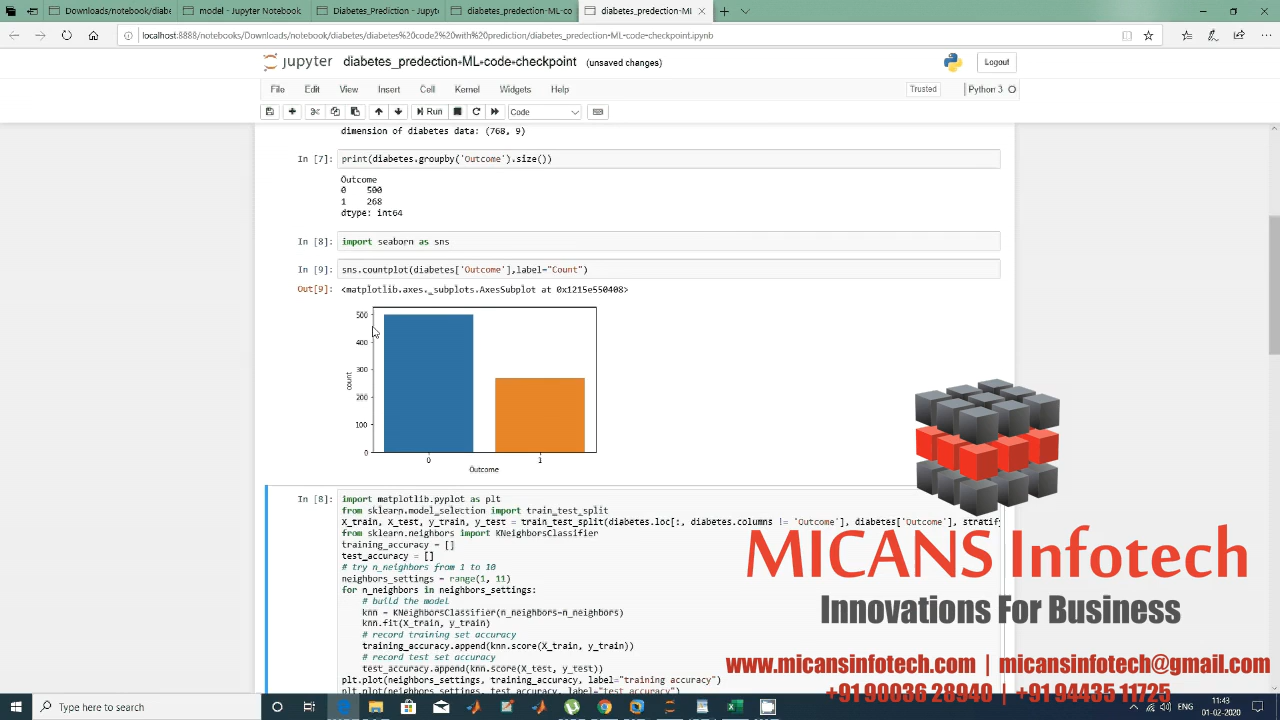 Downloads/notebook/diabe
model - Jupyter Notebook
Diabetes_Prediction - Jupyte
diabetes_predection-ML-co
diabetes_predection-ML
localhost:8888/notebooks/Downloads/notebook/diabetes/diabetes%20code2%20with%20prediction/diabetes_predection-ML-code-checkpoint.ipynb
jupyter diabetes_predection-ML-code-checkpoint (unsaved changes) Logout
File Edit View Insert Cell Kernel Widgets Help Trusted Python 3
Run Code
dimension of diabetes data: (768, 9)
In [7]: print(diabetes.groupby('Outcome').size())
Outcome
0 500
1 268
dtype: int64
In [8]: import seaborn as sns
In [9]: sns.countplot(diabetes['Outcome'],label="Count")
Out[9]: <matplotlib.axes._subplots.AxesSubplot at 0x1215e550408>
500
400
300
200
100
0
count
0 1
Outcome
In [8]: import matplotlib.pyplot as plt
from sklearn.model_selection import train_test_split
X_train, X_test, y_train, y_test = train_test_split(diabetes.loc[:, diabetes.columns != 'Outcome'], diabetes['Outcome'], stratify
from sklearn.neighbors import KNeighborsClassifier
training_accuracy = []
test_accuracy = []
# try n_neighbors from 1 to 10
neighbors_settings = range(1, 11)
for n_neighbors in neighbors_settings:
# build the model
knn = KNeighborsClassifier(n_neighbors=n_neighbors)
knn.fit(X_train, y_train)
# record training set accuracy
training_accuracy.append(knn.score(X_train, y_train))
# record test set accuracy
test_accuracy.append(knn.score(X_test, y_test))
plt.plot(neighbors_settings, training_accuracy, label="training accuracy")
plt.plot(neighbors_settings, test_accuracy, label="test accuracy")
MICANS Infotech
Innovations For Business
www.micansinfotech.com | micansinfotech@gmail.com
+91 90036 28940 | +91 94435 11725
Type here to search
ENG
11:43
01-02-2020